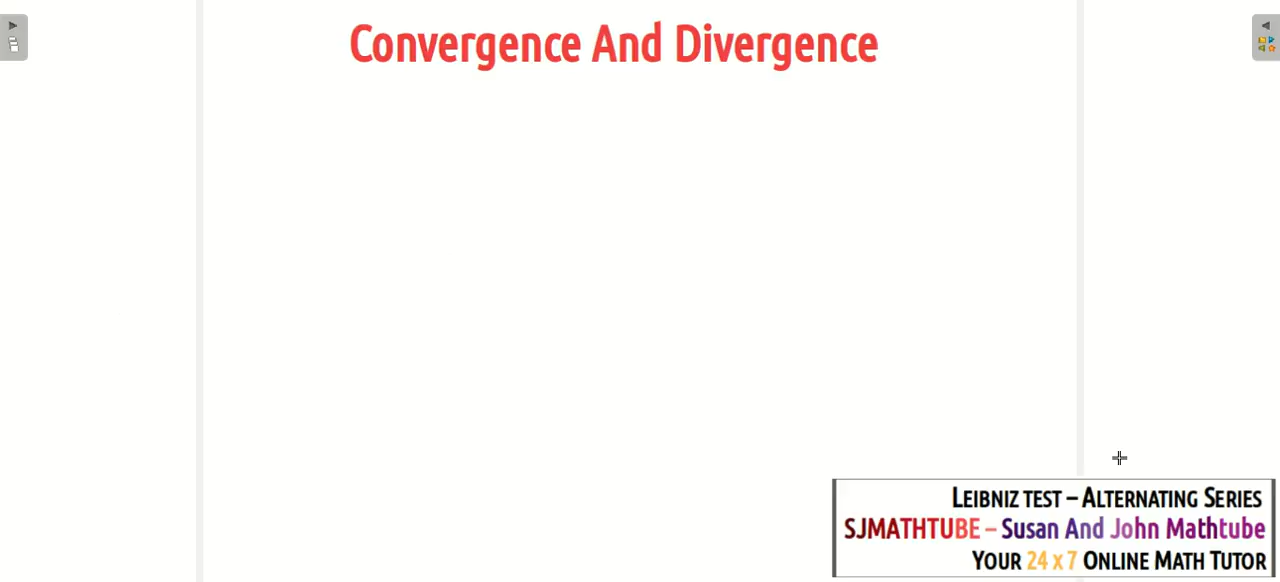 Convergence And Divergence
LEIBNIZ TEST – ALTERNATING SERIES
SJMATHTUBE – Susan And John Mathtube
YOUR 24 x 7 ONLINE MATH TUTOR